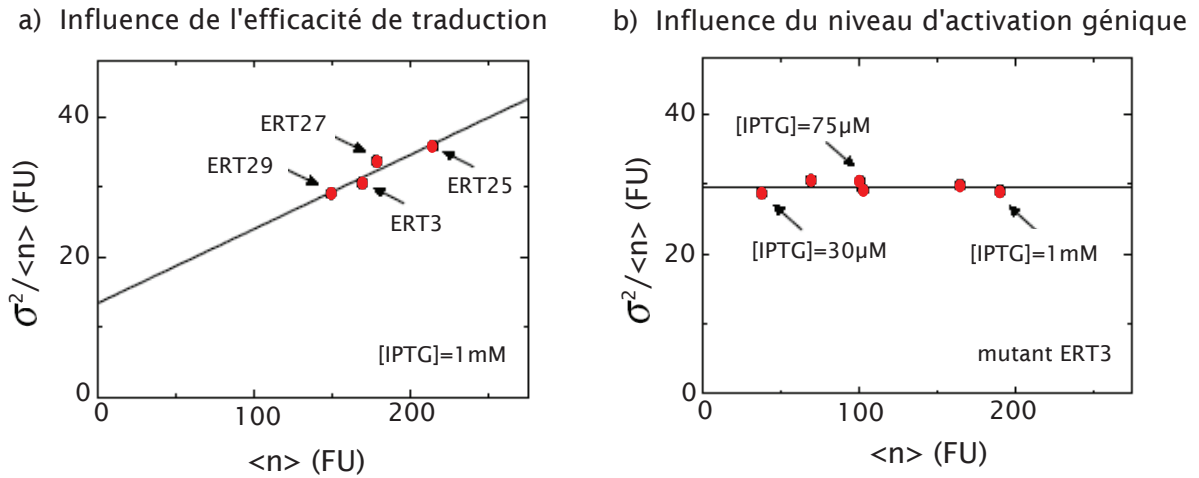 a) Influence de l'efficacité de traduction
40
20
0
0
100
200
σ²/<n> (FU)
<n> (FU)
ERT27
ERT29
ERT25
ERT3
[IPTG]=1mM
b) Influence du niveau d'activation génique
40
20
0
0
100
200
σ²/<n> (FU)
<n> (FU)
[IPTG]=75µM
[IPTG]=30µM
[IPTG]=1mM
mutant ERT3